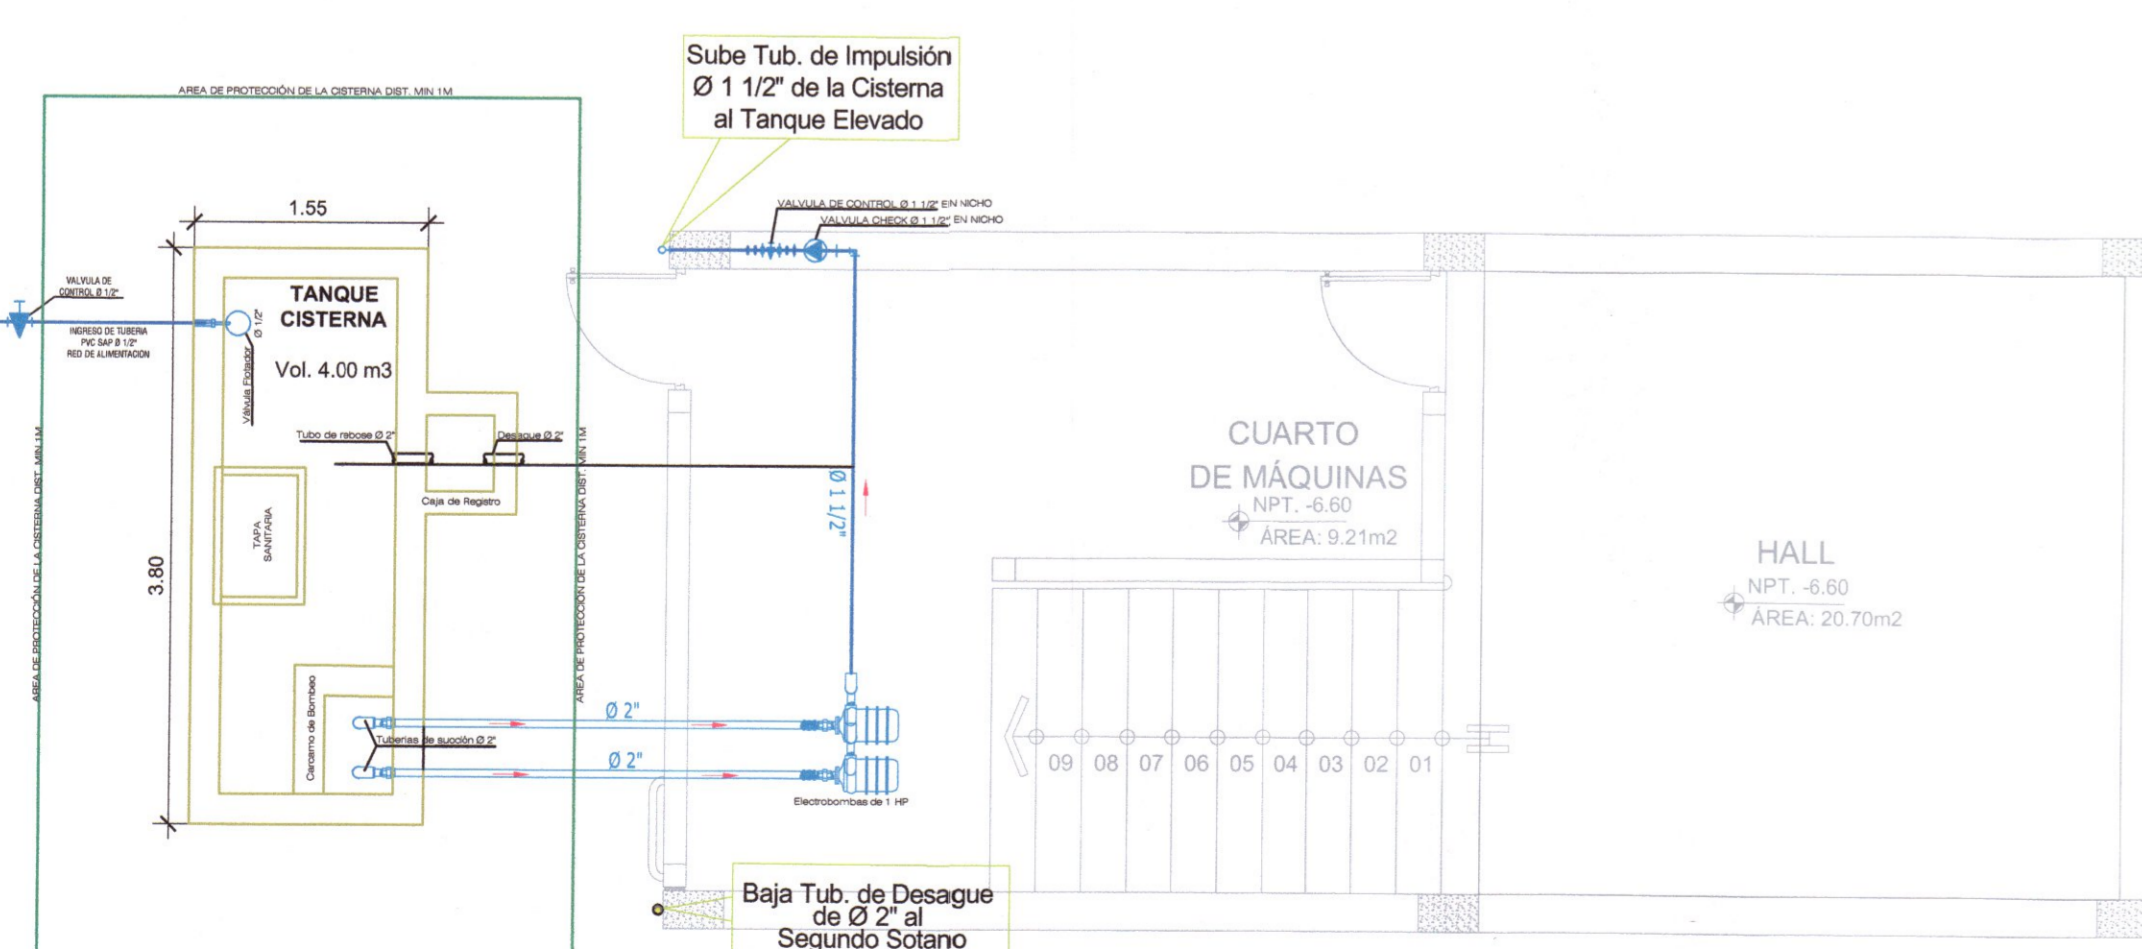 Sube Tub. de Impulsión
Ø 1 1/2" de la Cisterna
al Tanque Elevado
AREA DE PROTECCIÓN DE LA CISTERNA DIST. MIN 1M
1.55
VALVULA DE CONTROL Ø 1 1/2" EN NICHO
VALVULA CHECK Ø 1 1/2" EN NICHO
VALVULA DE
CONTROL Ø 1/2"
INGRESO DE TUBERIA
PVC SAP Ø 1/2"
RED DE ALIMENTACION
TANQUE
CISTERNA
Ø 1/2"
Válvula Flotador
Vol. 4.00 m3
Tubo de rebose Ø 2"
Desague Ø 2"
Caja de Registro
AREA DE PROTECCIÓN DE LA CISTERNA DIST. MIN 1M
AREA DE PROTECCIÓN DE LA CISTERNA DIST. MIN 1M
TAPA
SANITARIA
3.80
Ø 1 1/2"
CUARTO
DE MÁQUINAS
NPT. -6.60
ÁREA: 9.21m2
HALL
NPT. -6.60
ÁREA: 20.70m2
Carcamo de Bombeo
Tuberias de succión Ø 2"
Ø 2"
Ø 2"
Electrobombas de 1 HP
09 08 07 06 05 04 03 02 01
Baja Tub. de Desague
de Ø 2" al
Segundo Sotano